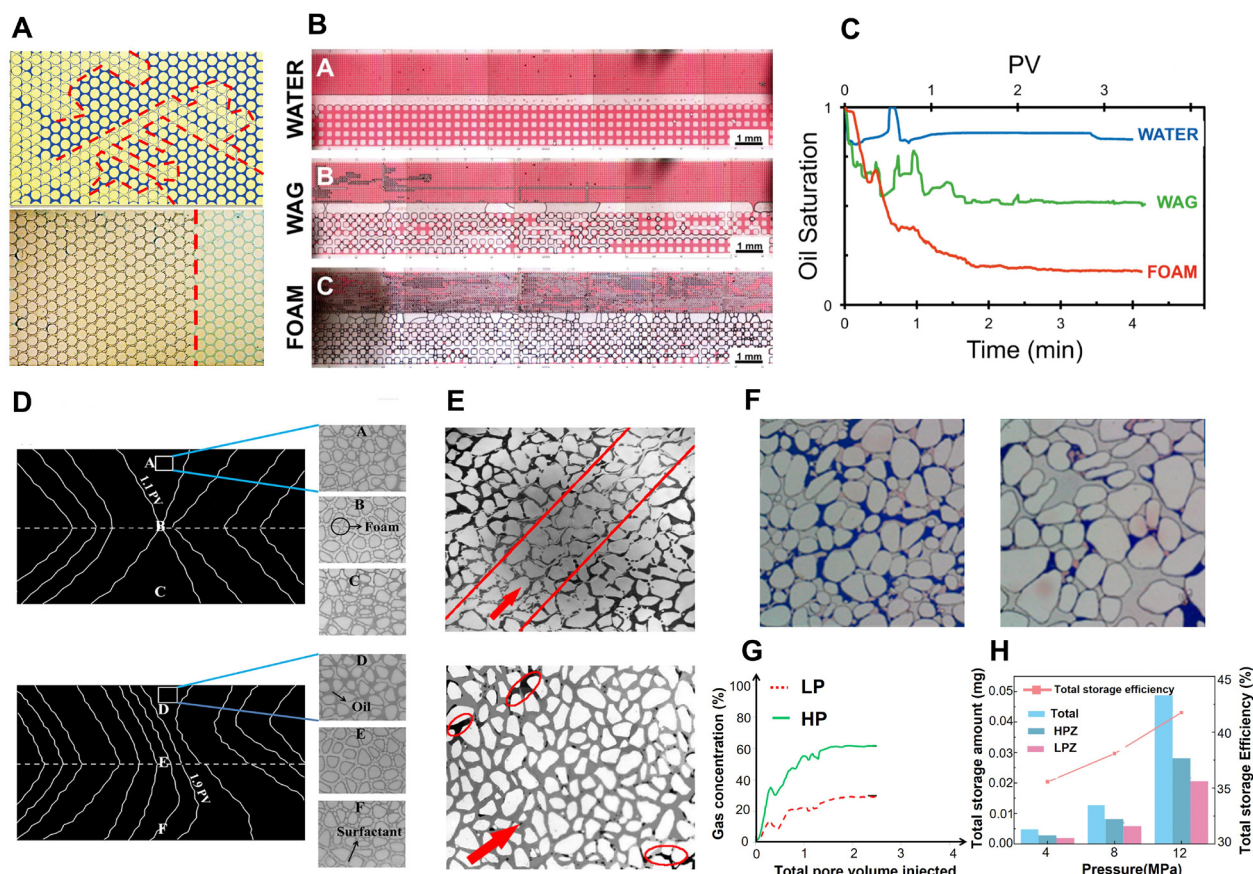 A
B
WATER
A
1 mm
WAG
B
1 mm
FOAM
C
1 mm
C
PV
0
1
2
3
1
Oil Saturation
0
WATER
WAG
FOAM
0
1
2
3
4
Time (min)
D
A
1.1 PV
B
C
A
B
Foam
C
D
E
1.9 PV
F
D
Oil
E
F
Surfactant
E
F
G
Gas concentration (%)
100
80
60
40
20
0
LP
HP
0
1
2
3
4
Total pore volume injected
H
Total storage amount (mg)
0.05
0.04
0.03
0.02
0.01
0.00
Total storage efficiency
Total
HPZ
LPZ
4
8
12
Pressure(MPa)
45
40
35
30
Total storage Efficiency (%)